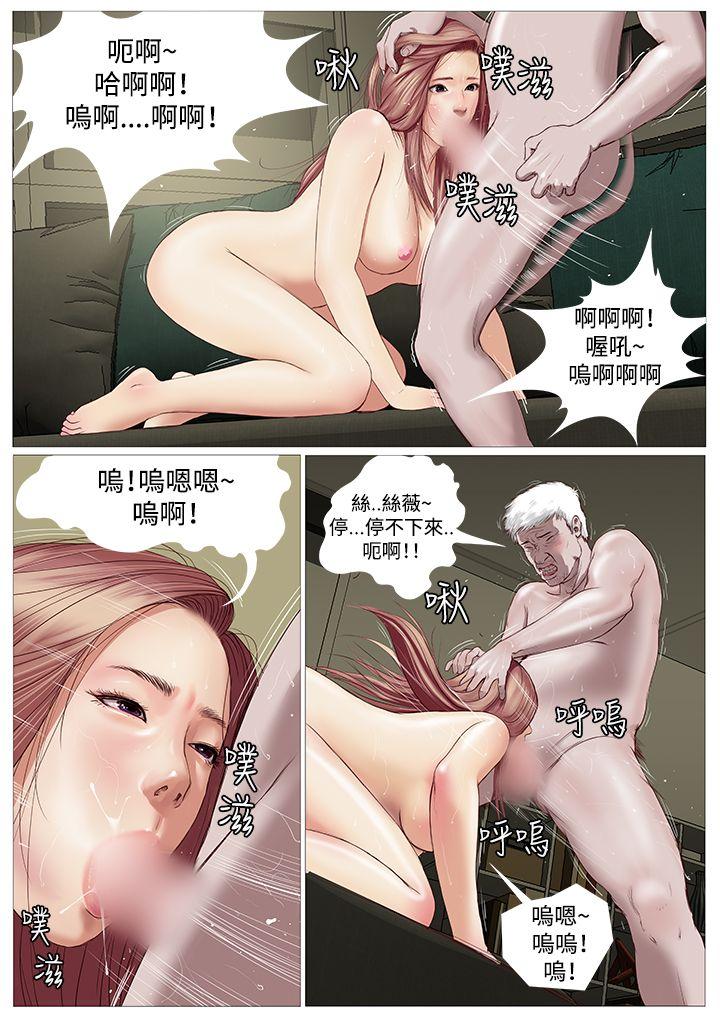 呃啊~
哈啊啊!
嗚啊....啊啊!
啾
噗滋
噗滋
啊啊啊!
喔吼~
嗚啊啊啊
嗚!嗚嗯嗯~
嗚啊!
噗滋
噗滋
絲..絲薇~
停...停不下來..
呃啊!!
啾
呼嗚
呼嗚
嗚嗯~
嗚嗚!
嗚!